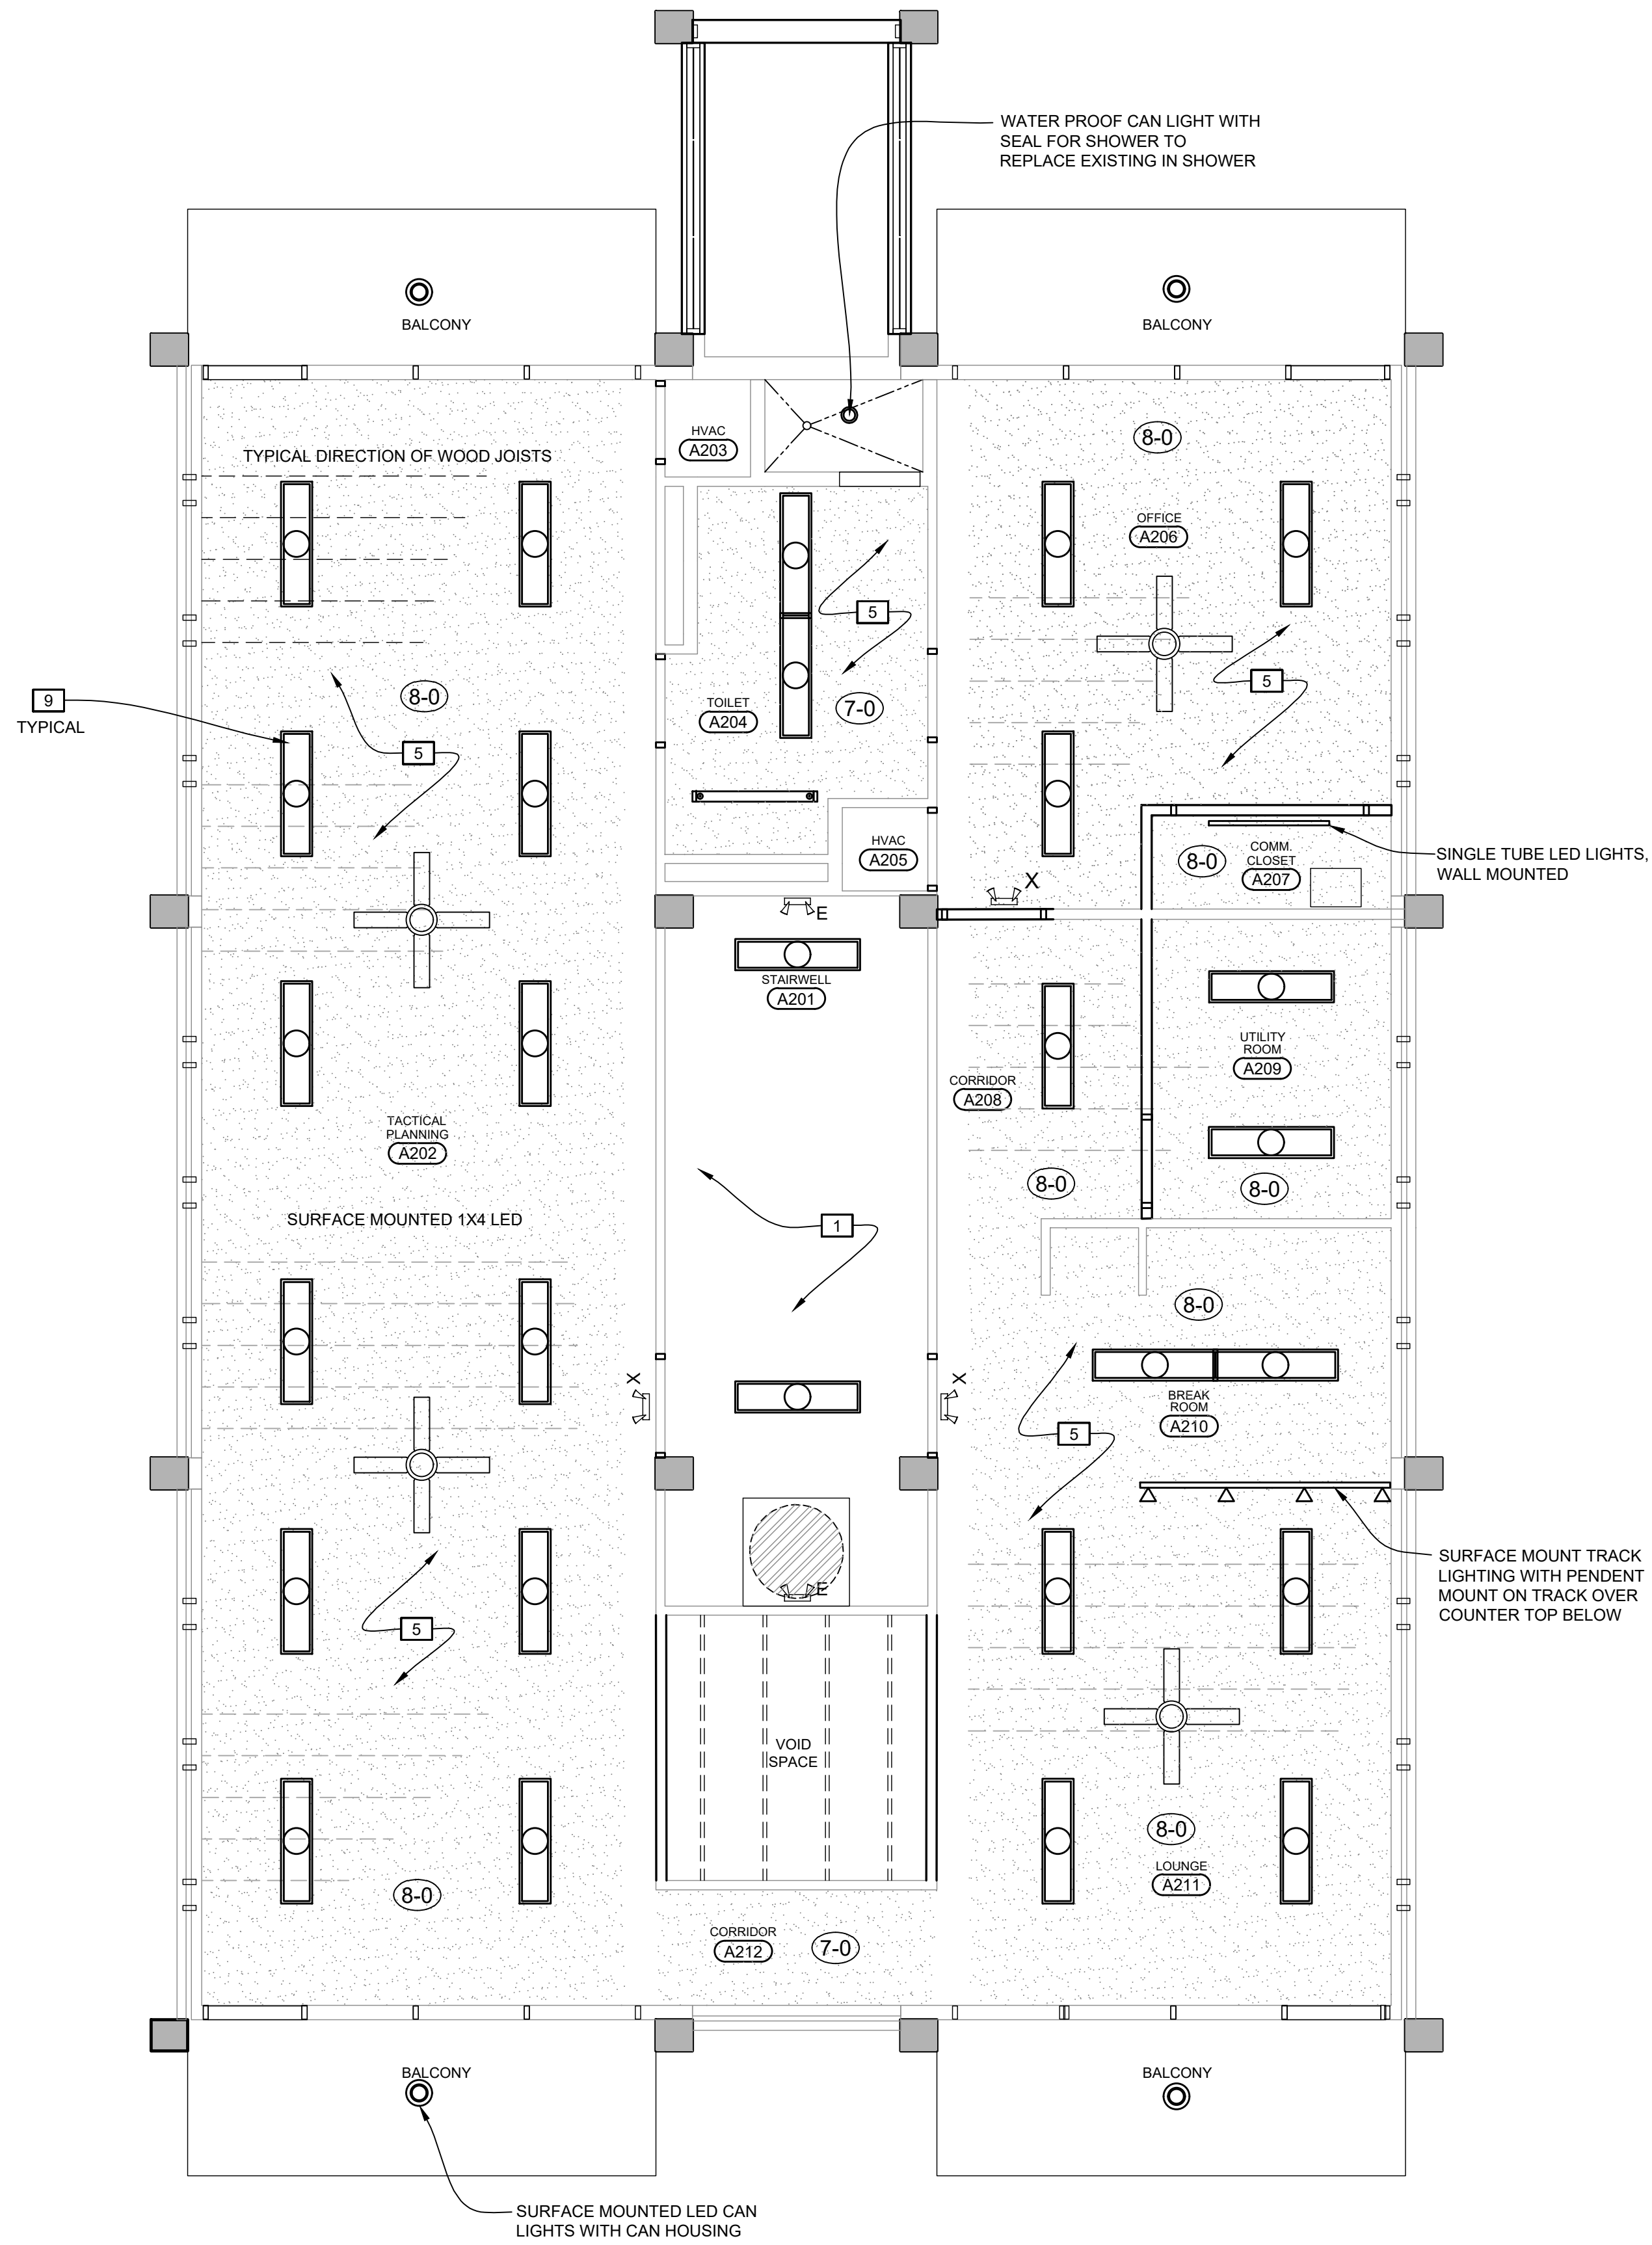 WATER PROOF CAN LIGHT WITH
SEAL FOR SHOWER TO
REPLACE EXISTING IN SHOWER
BALCONY
BALCONY
HVAC
A203
8-0
TYPICAL DIRECTION OF WOOD JOISTS
OFFICE
A206
5
5
9
TYPICAL
8-0
TOILET
A204
7-0
5
HVAC
A205
8-0
COMM.
CLOSET
A207
SINGLE TUBE LED LIGHTS,
WALL MOUNTED
X
E
STAIRWELL
A201
UTILITY
ROOM
A209
CORRIDOR
A208
TACTICAL
PLANNING
A202
8-0
8-0
SURFACE MOUNTED 1X4 LED
1
8-0
X
X
BREAK
ROOM
A210
5
SURFACE MOUNT TRACK
LIGHTING WITH PENDENT
MOUNT ON TRACK OVER
COUNTER TOP BELOW
E
5
VOID
SPACE
8-0
LOUNGE
A211
8-0
CORRIDOR
A212
7-0
BALCONY
BALCONY
SURFACE MOUNTED LED CAN
LIGHTS WITH CAN HOUSING